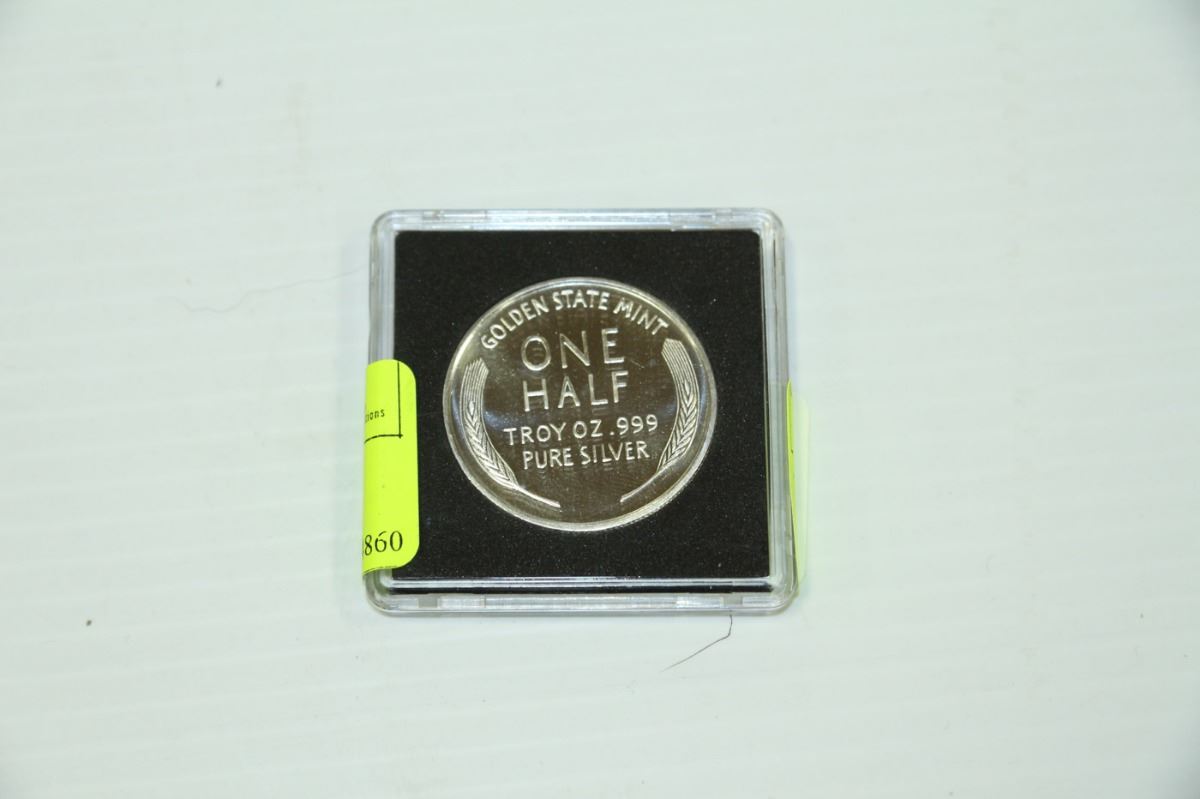 GOLDEN STATE MINT
ONE
HALF
TROY OZ .999
PURE SILVER
860